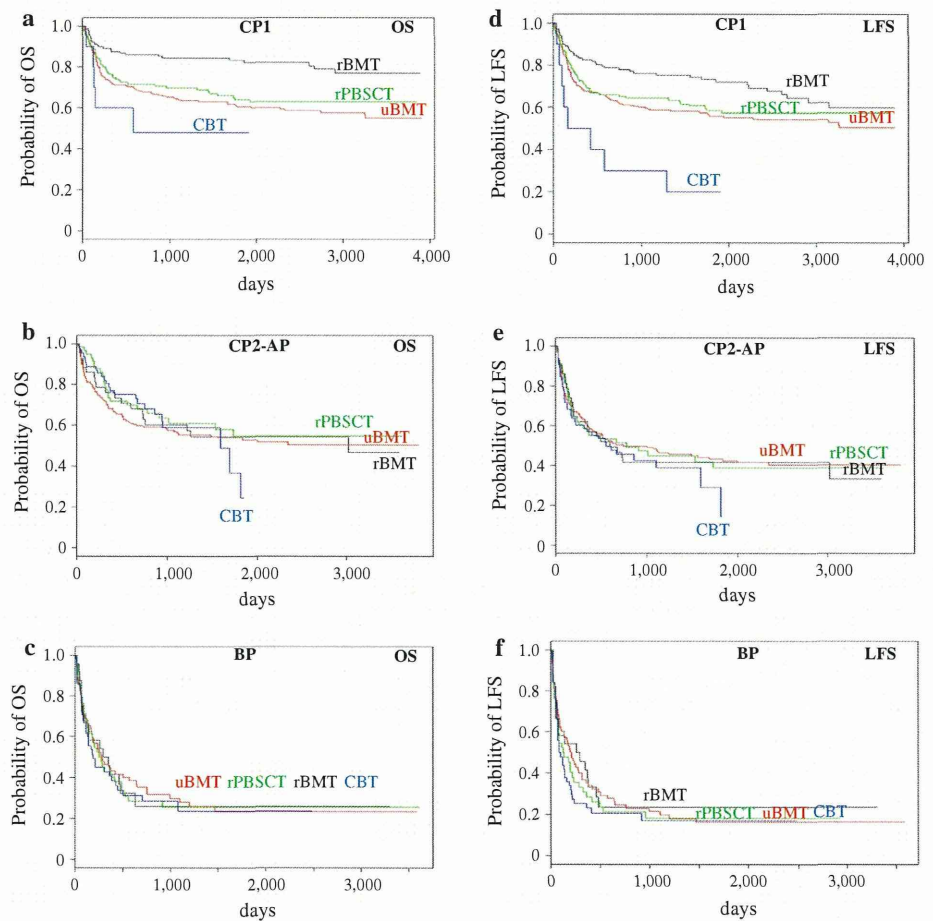 a
CP1
OS
Probability of OS
1.0
0.8
0.6
0.4
0.2
0
rBMT
rPBSCT
uBMT
CBT
0
1,000
2,000
3,000
4,000
days
d
CP1
LFS
Probability of LFS
1.0
0.8
0.6
0.4
0.2
0
rBMT
rPBSCT
uBMT
CBT
0
1,000
2,000
3,000
4,000
days
b
CP2-AP
OS
Probability of OS
1.0
0.8
0.6
0.4
0.2
0
rPBSCT
uBMT
rBMT
CBT
0
1,000
2,000
3,000
days
e
CP2-AP
LFS
Probability of LFS
1.0
0.8
0.6
0.4
0.2
0
uBMT
rPBSCT
rBMT
CBT
0
1,000
2,000
3,000
days
c
BP
OS
Probability of OS
1.0
0.8
0.6
0.4
0.2
0
uBMT rPBSCT rBMT CBT
0
1,000
2,000
3,000
days
f
BP
LFS
Probability of LFS
1.0
0.8
0.6
0.4
0.2
0
rBMT
rPBSCT uBMT CBT
0
1,000
2,000
3,000
days